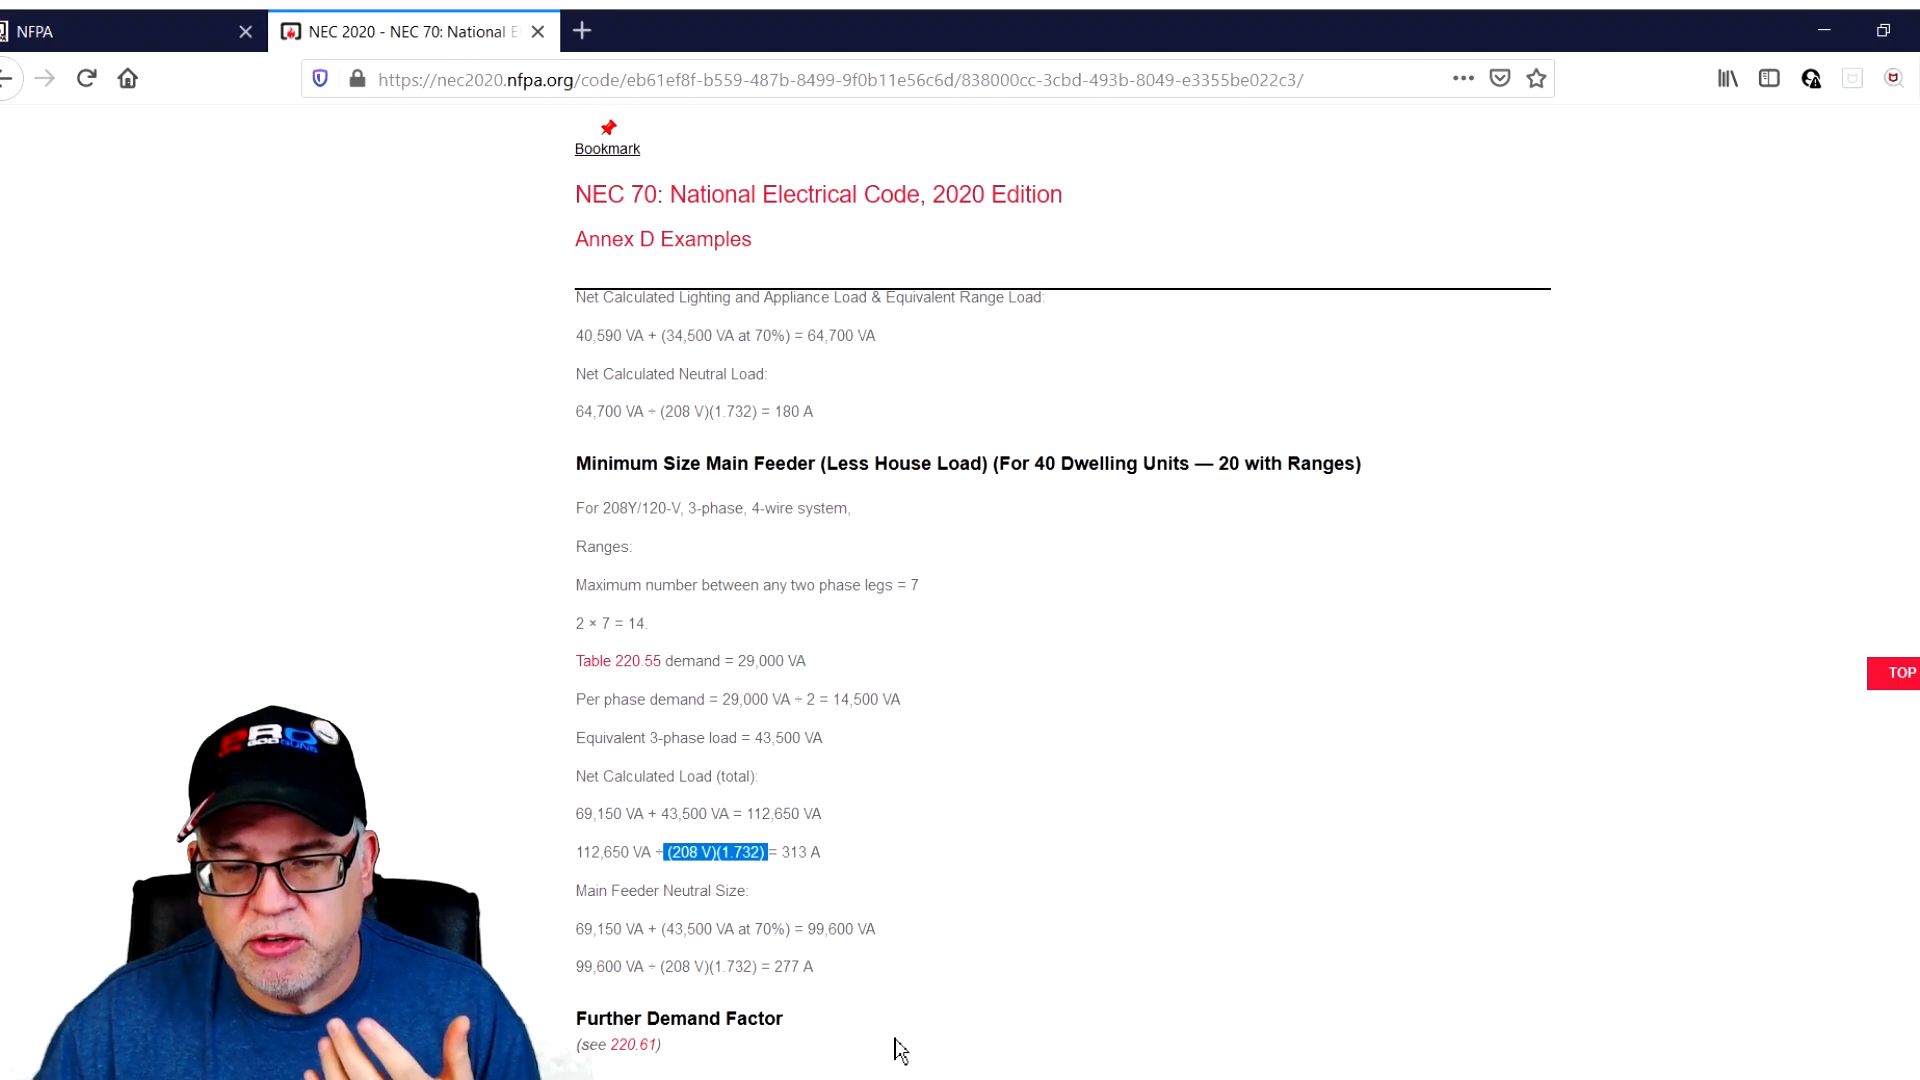 NFPA
NEC 2020 - NEC 70: National E
https://nec2020.nfpa.org/code/eb61ef8f-b559-487b-8499-9f0b11e56c6d/838000cc-3cbd-493b-8049-e3355be022c3/
Bookmark
NEC 70: National Electrical Code, 2020 Edition
Annex D Examples
Net Calculated Lighting and Appliance Load & Equivalent Range Load:
40,590 VA + (34,500 VA at 70%) = 64,700 VA
Net Calculated Neutral Load:
64,700 VA ÷ (208 V)(1.732) = 180 A
Minimum Size Main Feeder (Less House Load) (For 40 Dwelling Units — 20 with Ranges)
For 208Y/120-V, 3-phase, 4-wire system,
Ranges:
Maximum number between any two phase legs = 7
2 × 7 = 14.
Table 220.55 demand = 29,000 VA
TOP
Per phase demand = 29,000 VA ÷ 2 = 14,500 VA
Equivalent 3-phase load = 43,500 VA
Net Calculated Load (total):
69,150 VA + 43,500 VA = 112,650 VA
112,650 VA ÷ (208 V)(1.732) = 313 A
Main Feeder Neutral Size:
69,150 VA + (43,500 VA at 70%) = 99,600 VA
99,600 VA ÷ (208 V)(1.732) = 277 A
Further Demand Factor
(see 220.61)